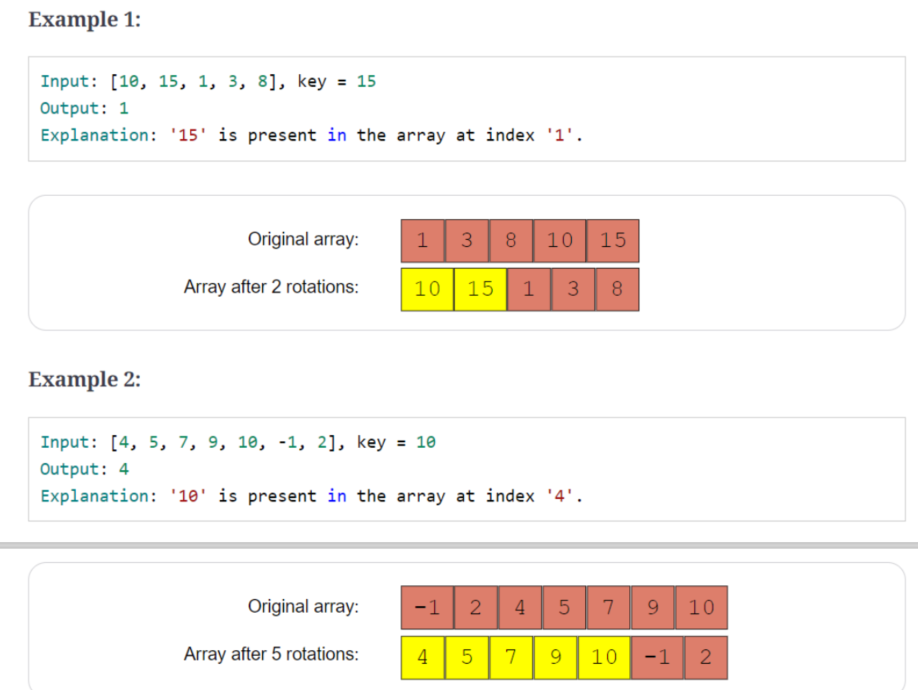 Example 1:
Input: [10, 15, 1, 3, 8], key = 15
Output: 1
Explanation: '15' is present in the array at index '1'.
Original array: 1 3 8 10 15
Array after 2 rotations: 10 15 1 3 8
Example 2:
Input: [4, 5, 7, 9, 10, -1, 2], key = 10
Output: 4
Explanation: '10' is present in the array at index '4'.
Original array: -1 2 4 5 7 9 10
Array after 5 rotations: 4 5 7 9 10 -1 2